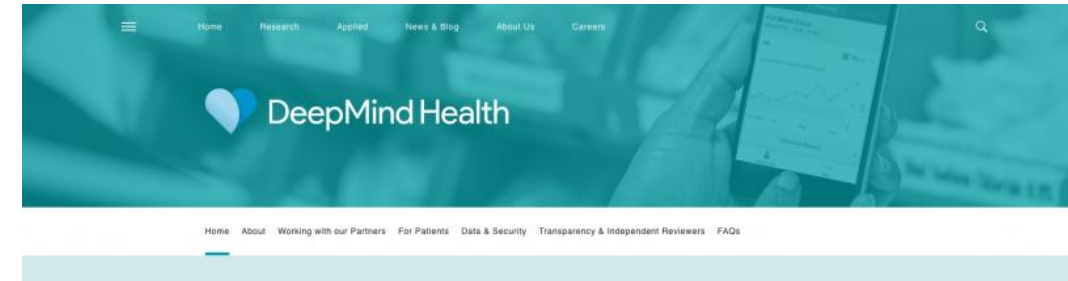 Home Research Applied News & Blog About Us Careers
DeepMind Health
Home About Working with our Partners For Patients Data & Security Transparency & Independent Reviewers FAQs